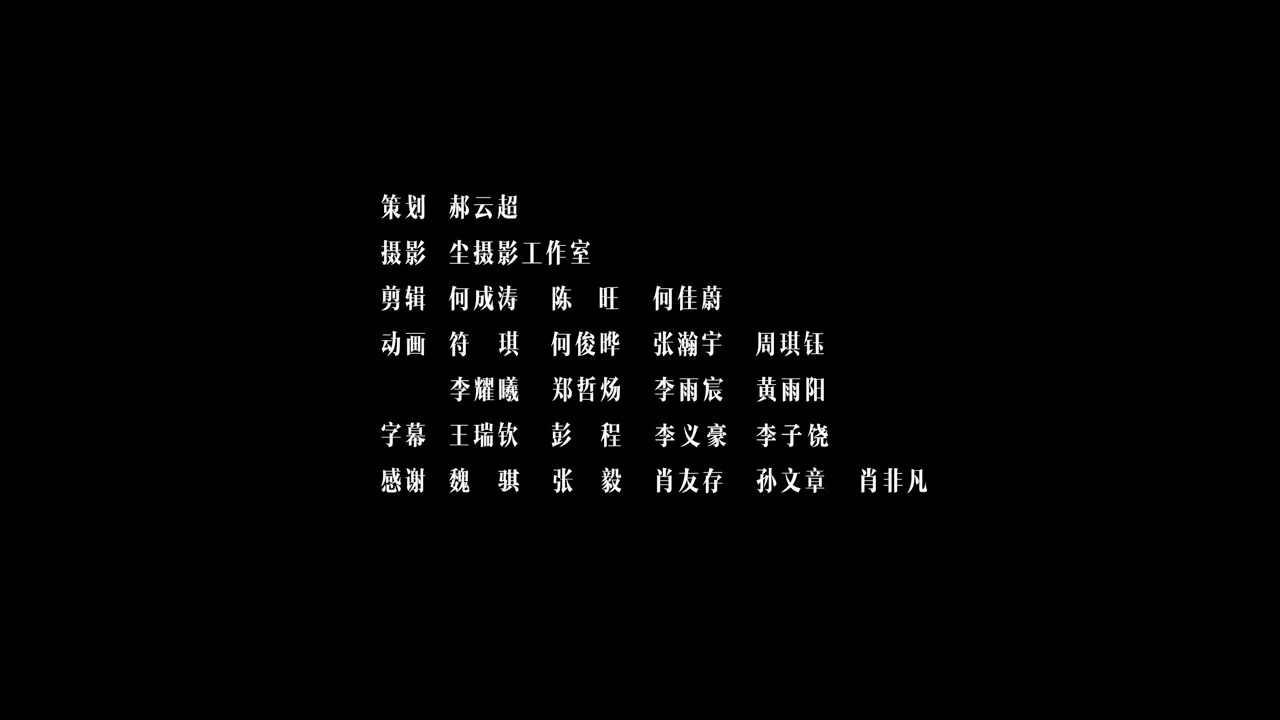 策划 郝云超
摄影 尘摄影工作室
剪辑 何成涛 陈 旺 何佳蔚
动画 符 琪 何俊晔 张瀚宇 周琪钰
李耀曦 郑哲炀 李雨宸 黄雨阳
字幕 王瑞钦 彭 程 李义豪 李子饶
感谢 魏 骐 张 毅 肖友存 孙文章 肖非凡